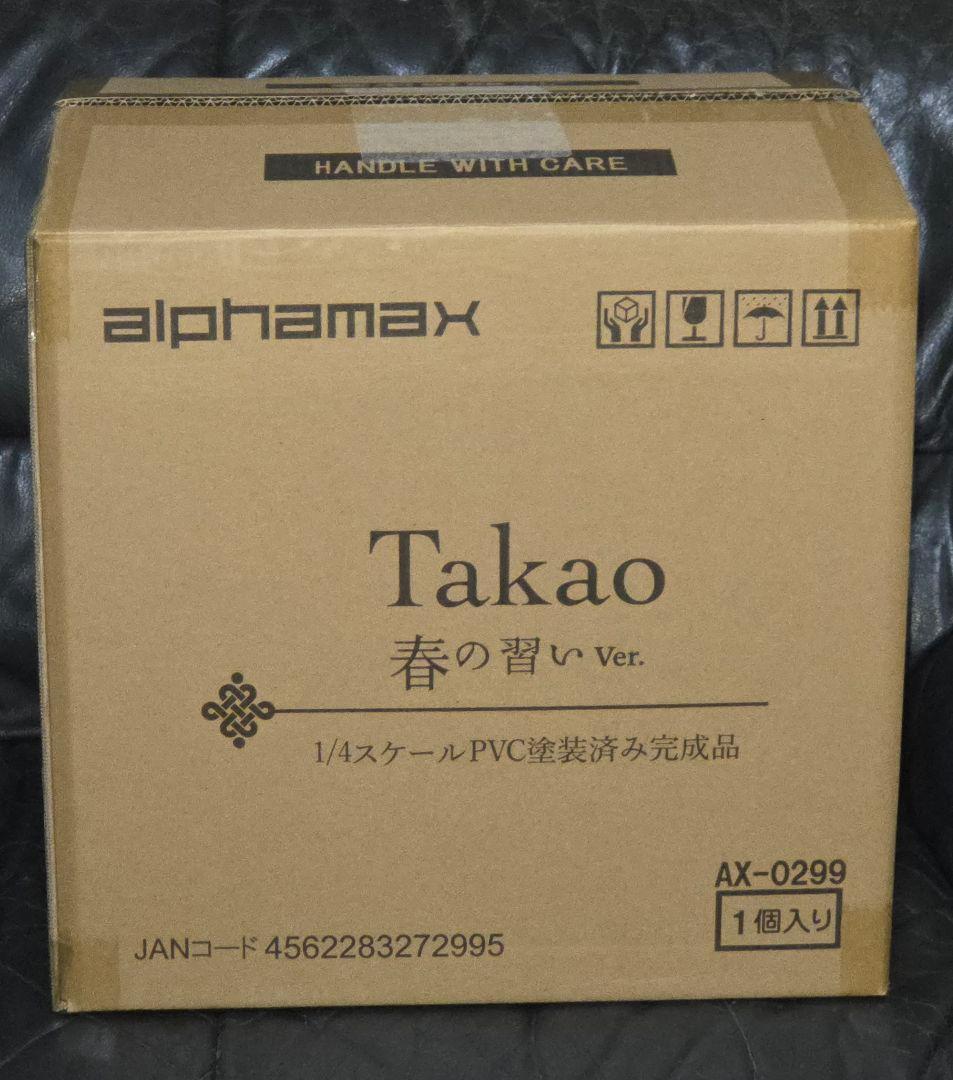 HANDLE WITH CARE
alphamax
Takao
春の習い Ver.
1/4スケールPVC塗装済み完成品
AX-0299
1個入り
JANコード 4562283272995